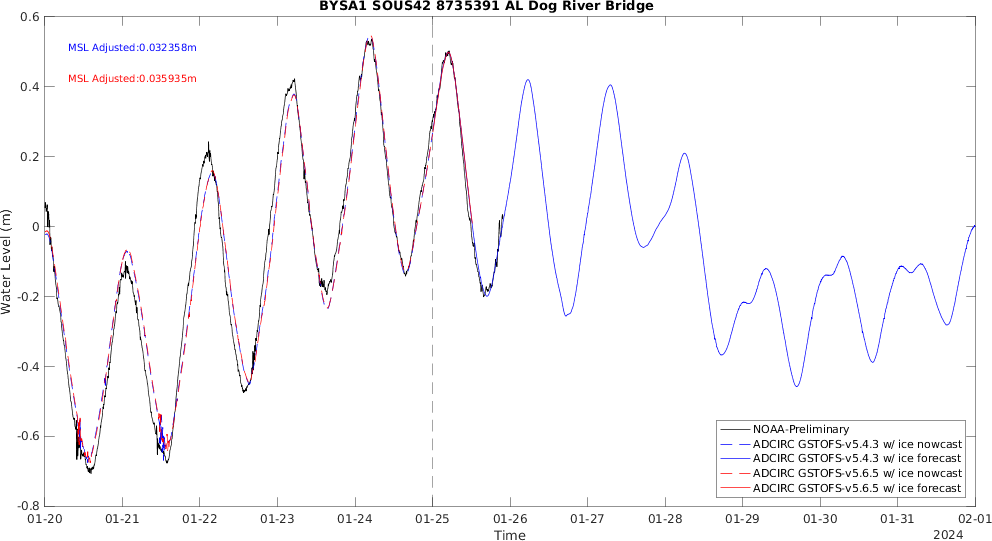 BYSA1 SOUS42 8735391 AL Dog River Bridge
MSL Adjusted:0.032358m
MSL Adjusted:0.035935m
Water Level (m)
0.6
0.4
0.2
0
-0.2
-0.4
-0.6
-0.8
NOAA-Preliminary
ADCIRC GSTOFS-v5.4.3 w/ ice nowcast
ADCIRC GSTOFS-v5.4.3 w/ ice forecast
ADCIRC GSTOFS-v5.6.5 w/ ice nowcast
ADCIRC GSTOFS-v5.6.5 w/ ice forecast
01-20 01-21 01-22 01-23 01-24 01-25 01-26 01-27 01-28 01-29 01-30 01-31 02-01
Time
2024